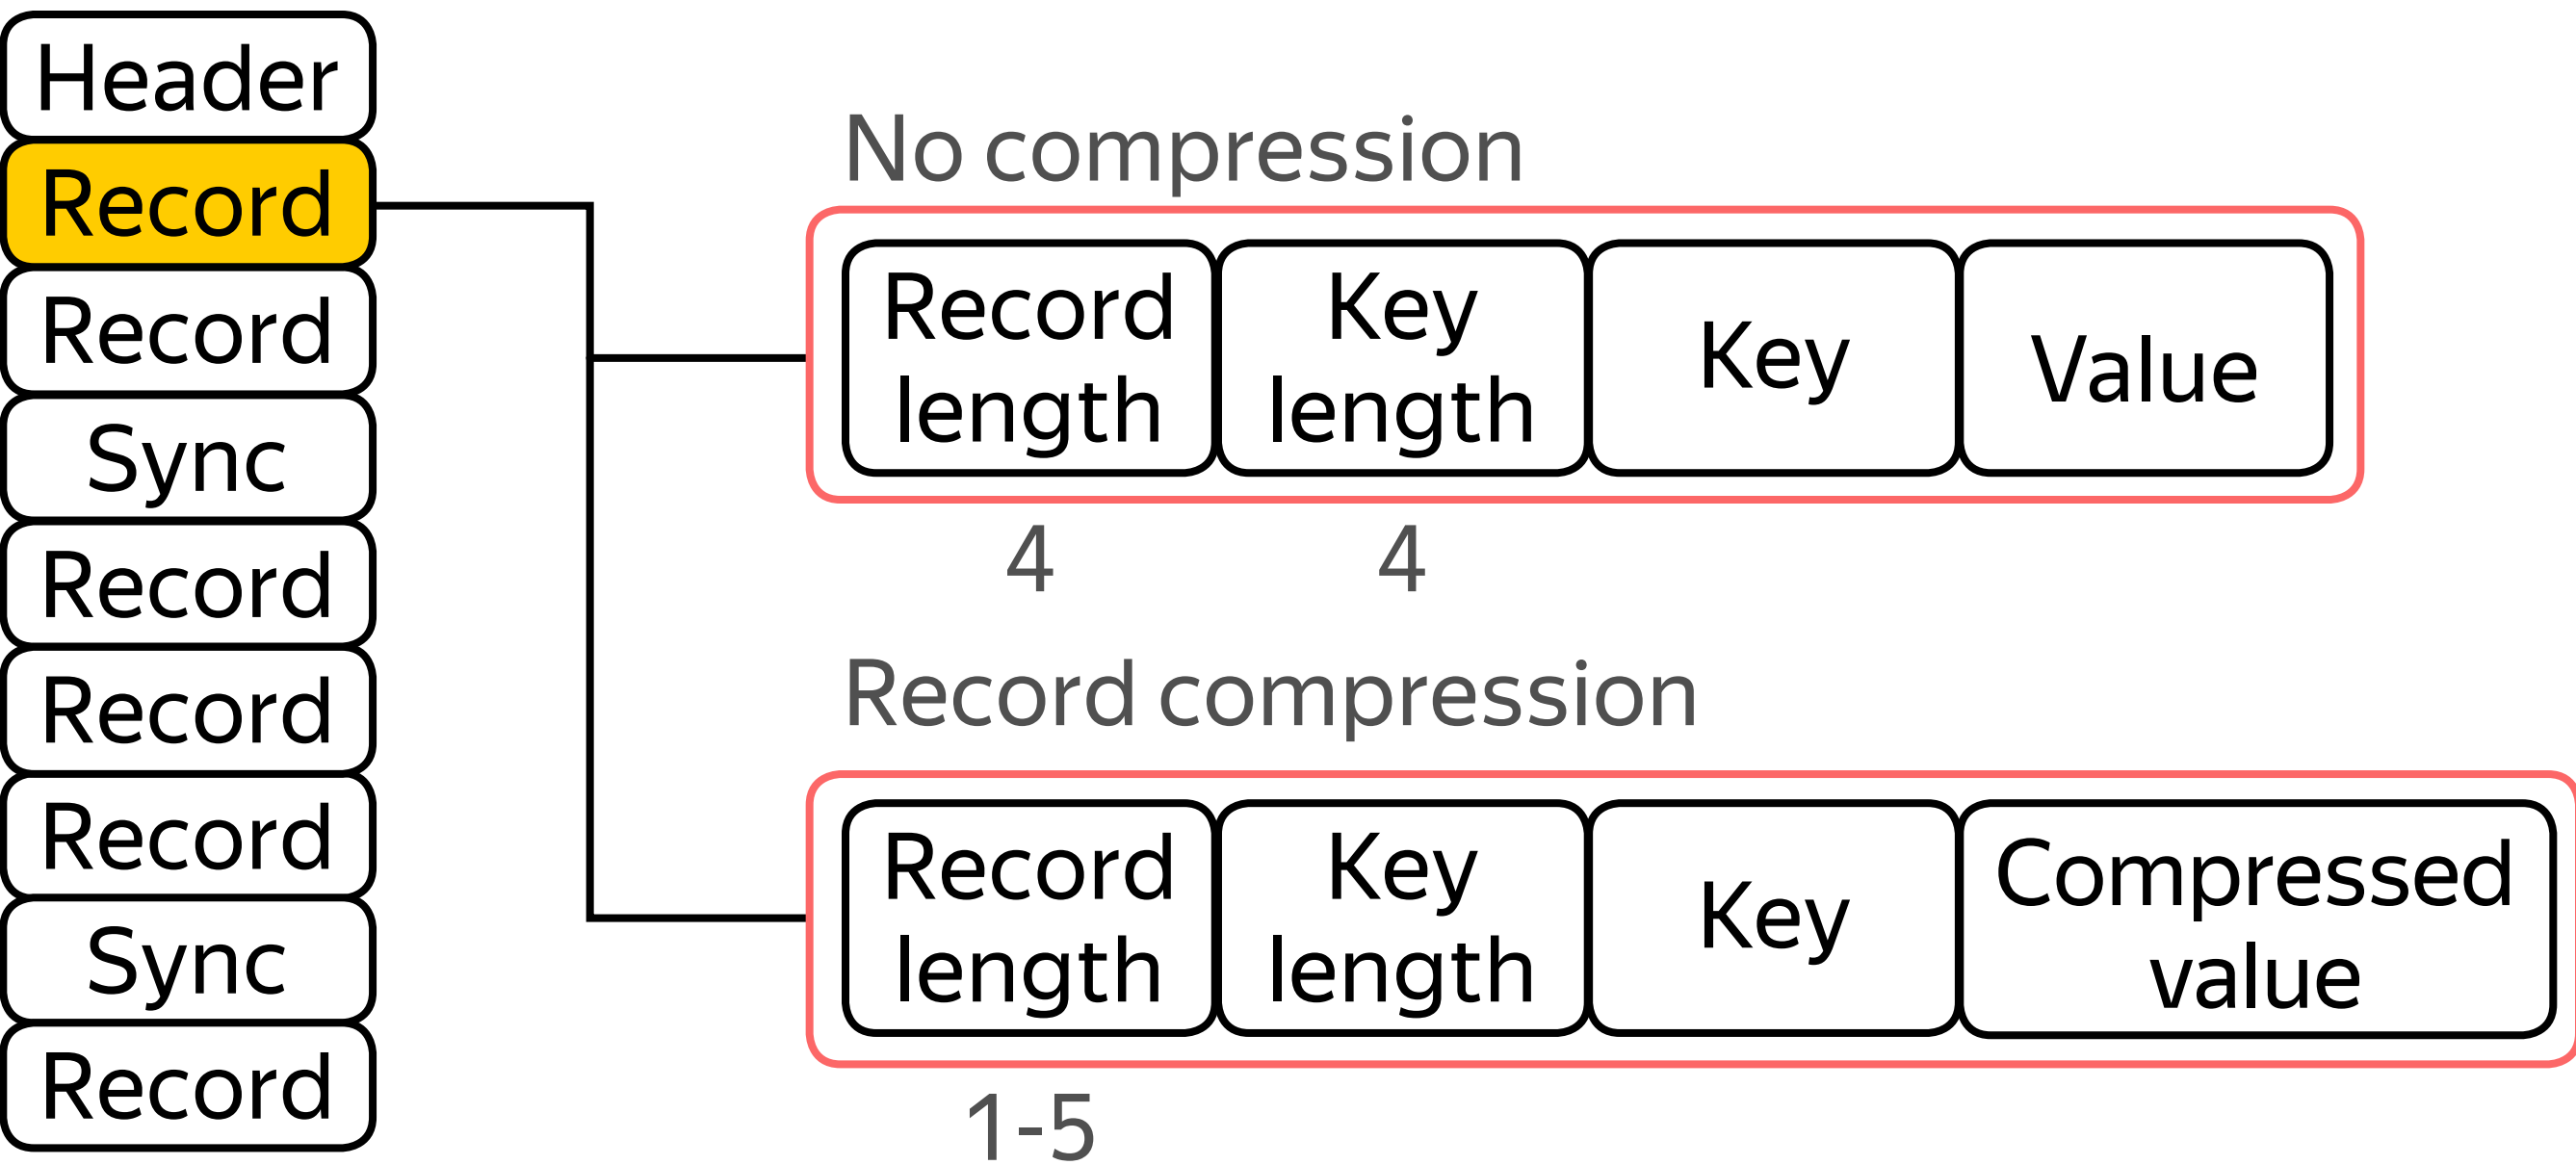 Header
Record
Record
Sync
Record
Record
Record
Sync
Record
No compression
Record length
Key length
Key
Value
4
4
Record compression
Record length
Key length
Key
Compressed value
1-5